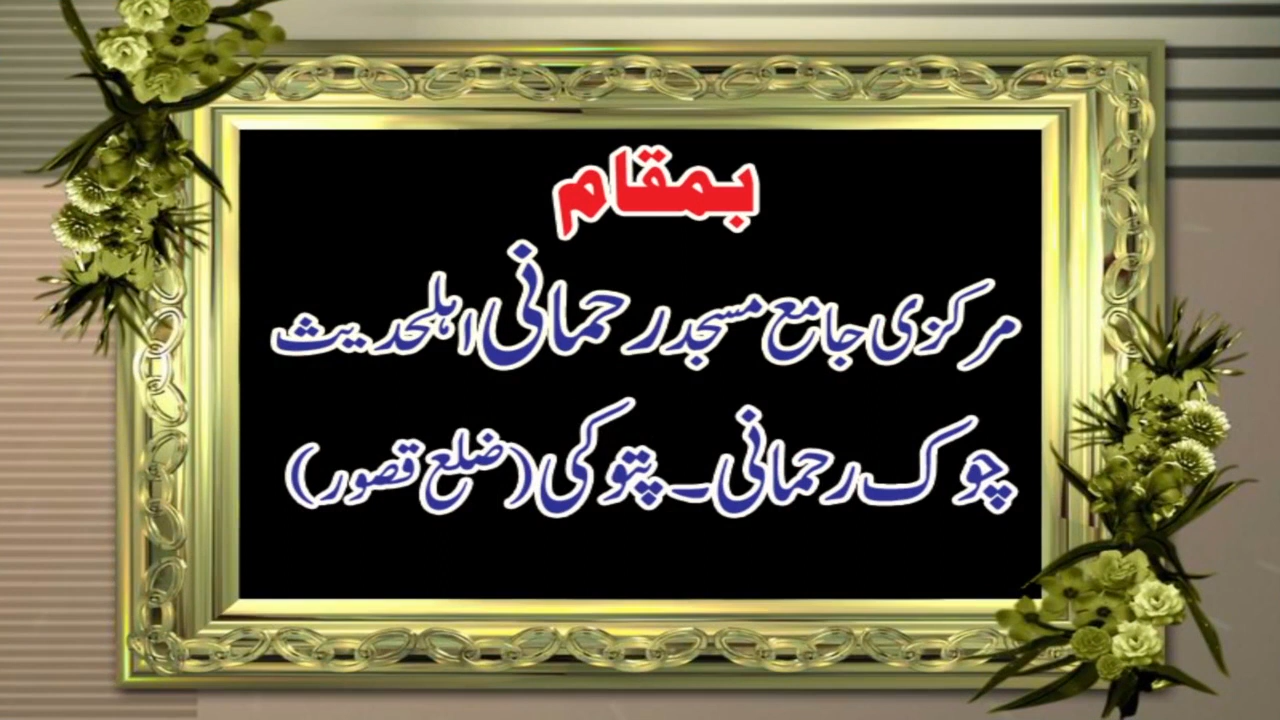 بمقام
مرکزی جامع مسجد رحمانی اہلحدیث
چوک رحمانی۔ پتوکی (ضلع قصور)